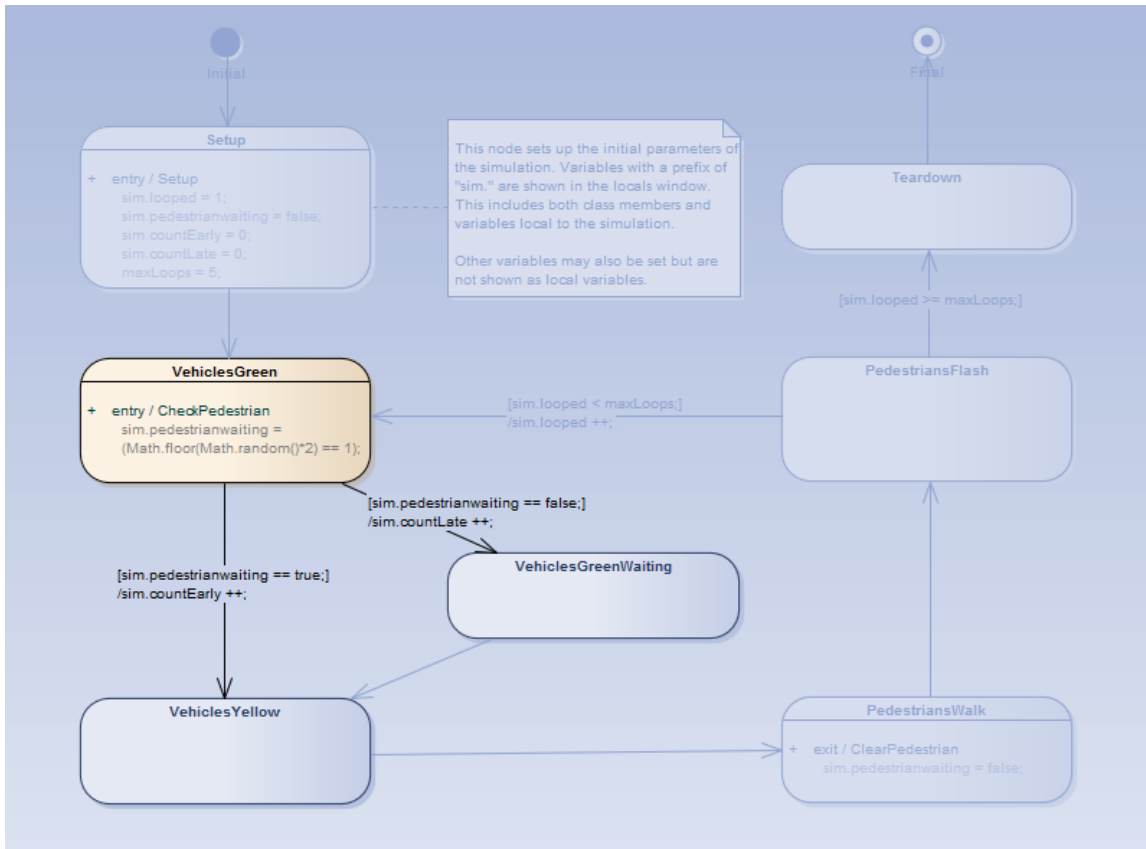 Initial
Final
Setup
+ entry / Setup
sim.looped = 1;
sim.pedestrianwaiting = false;
sim.countEarly = 0;
sim.countLate = 0;
maxLoops = 5;
This node sets up the initial parameters of
the simulation. Variables with a prefix of
"sim." are shown in the locals window.
This includes both class members and
variables local to the simulation.
Other variables may also be set but are
not shown as local variables.
Teardown
[sim.looped >= maxLoops;]
VehiclesGreen
+ entry / CheckPedestrian
sim.pedestrianwaiting =
(Math.floor(Math.random()*2) == 1);
[sim.looped < maxLoops;]
/sim.looped ++;
PedestriansFlash
[sim.pedestrianwaiting == false;]
/sim.countLate ++;
VehiclesGreenWaiting
[sim.pedestrianwaiting == true;]
/sim.countEarly ++;
VehiclesYellow
PedestriansWalk
+ exit / ClearPedestrian
sim.pedestrianwaiting = false;